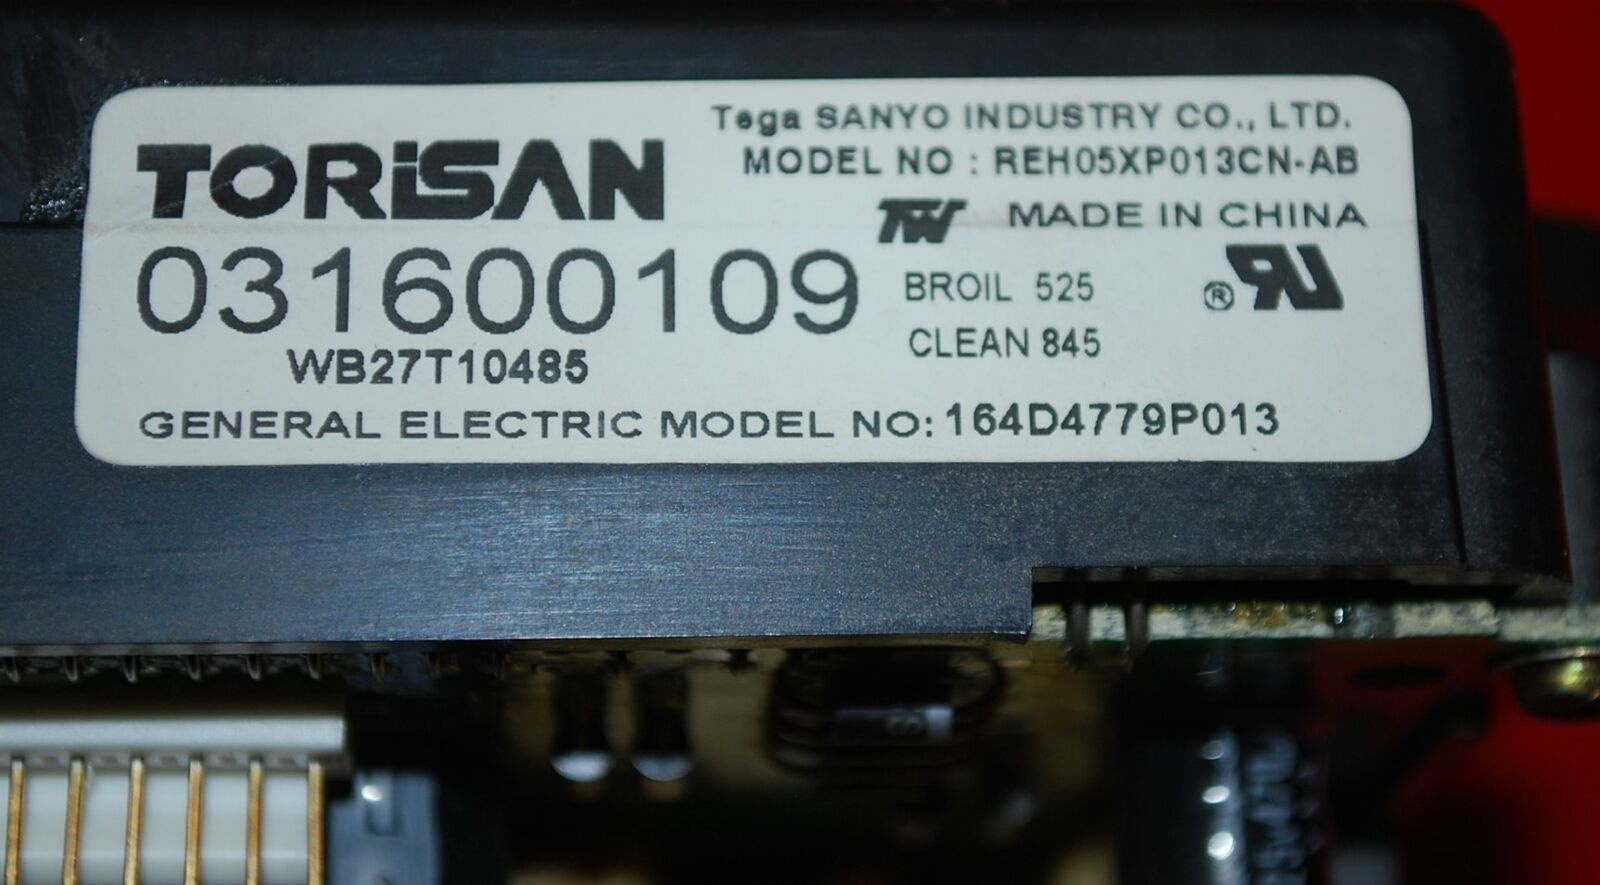 Tega SANYO INDUSTRY CO., LTD.
TORiSAN
MODEL NO : REH05XP013CN-AB
MADE IN CHINA
031600109
BROIL 525
® RU
CLEAN 845
WB27T10485
GENERAL ELECTRIC MODEL NO: 164D4779P013